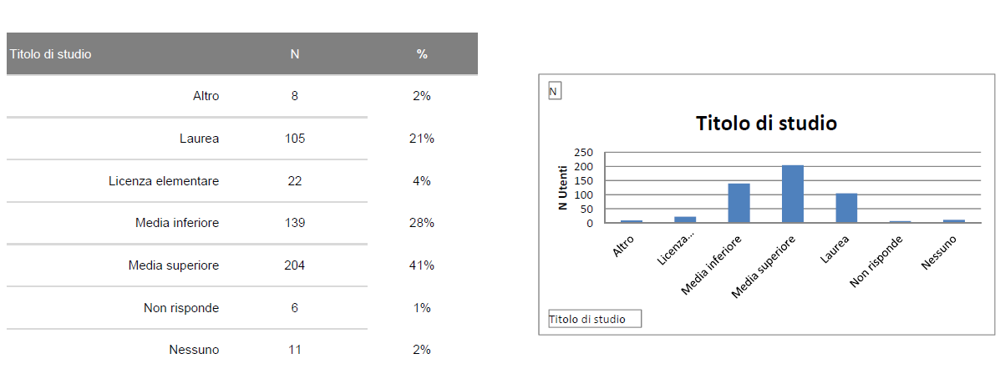 Titolo di studio N %
Altro 8 2%
Laurea 105 21%
Licenza elementare 22 4%
Media inferiore 139 28%
Media superiore 204 41%
Non risponde 6 1%
Nessuno 11 2%
N
Titolo di studio
N Utenti
250
200
150
100
50
0
Altro
Licenza...
Media inferiore
Media superiore
Laurea
Non risponde
Nessuno
Titolo di studio